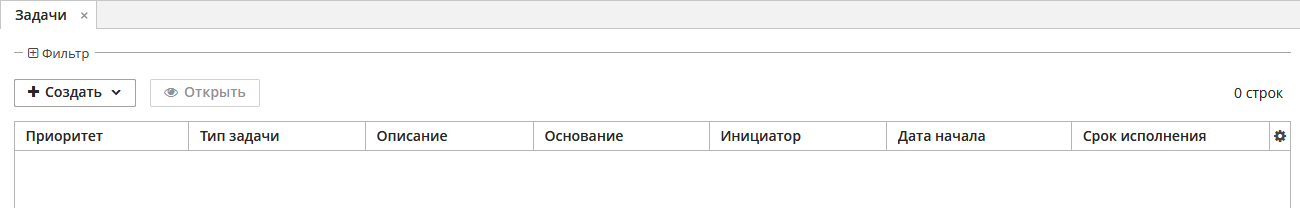 Задачи ×
Фильтр
Создать Открыть 0 строк
Приоритет Тип задачи Описание Основание Инициатор Дата начала Срок исполнения